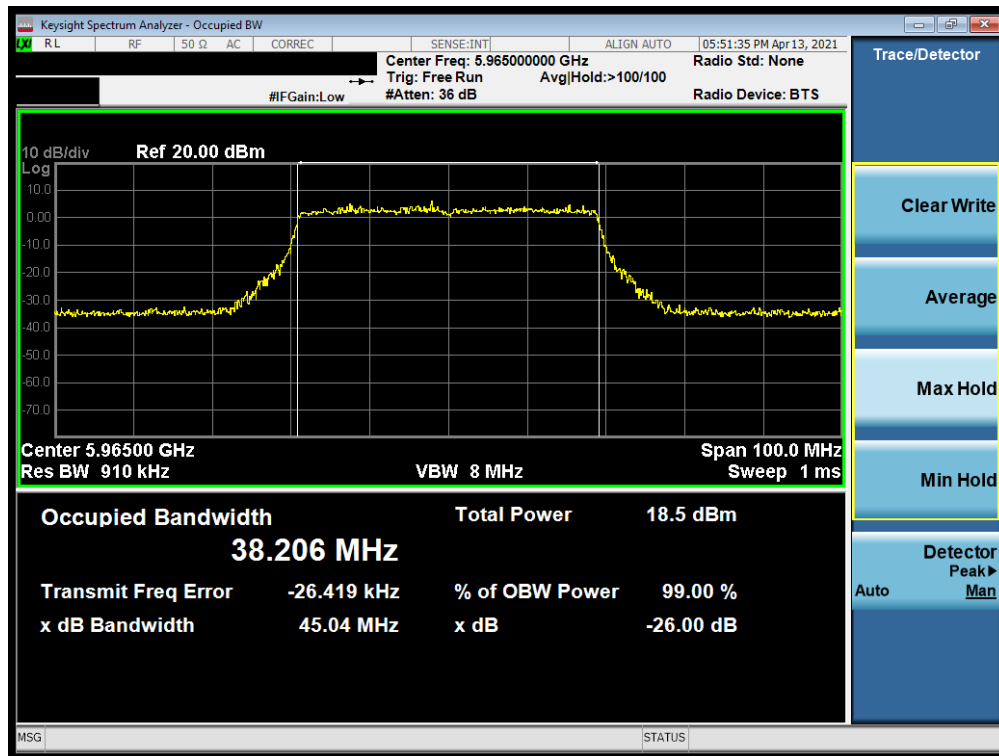 Keysight Spectrum Analyzer - Occupied BW
LXI RL RF 50 Ω AC CORREC SENSE:INT ALIGN AUTO 05:51:35 PM Apr 13, 2021
Center Freq: 5.965000000 GHz Radio Std: None
Trig: Free Run Avg|Hold:>100/100
#IFGain:Low #Atten: 36 dB Radio Device: BTS
10 dB/div Ref 20.00 dBm
Log
10.0
0.00
-10.0
-20.0
-30.0
-40.0
-50.0
-60.0
-70.0
Center 5.96500 GHz Span 100.0 MHz
Res BW 910 kHz VBW 8 MHz Sweep 1 ms
Occupied Bandwidth Total Power 18.5 dBm
38.206 MHz
Transmit Freq Error -26.419 kHz % of OBW Power 99.00 %
x dB Bandwidth 45.04 MHz x dB -26.00 dB
MSG STATUS
Trace/Detector
Clear Write
Average
Max Hold
Min Hold
Detector
Peak▶
Auto Man